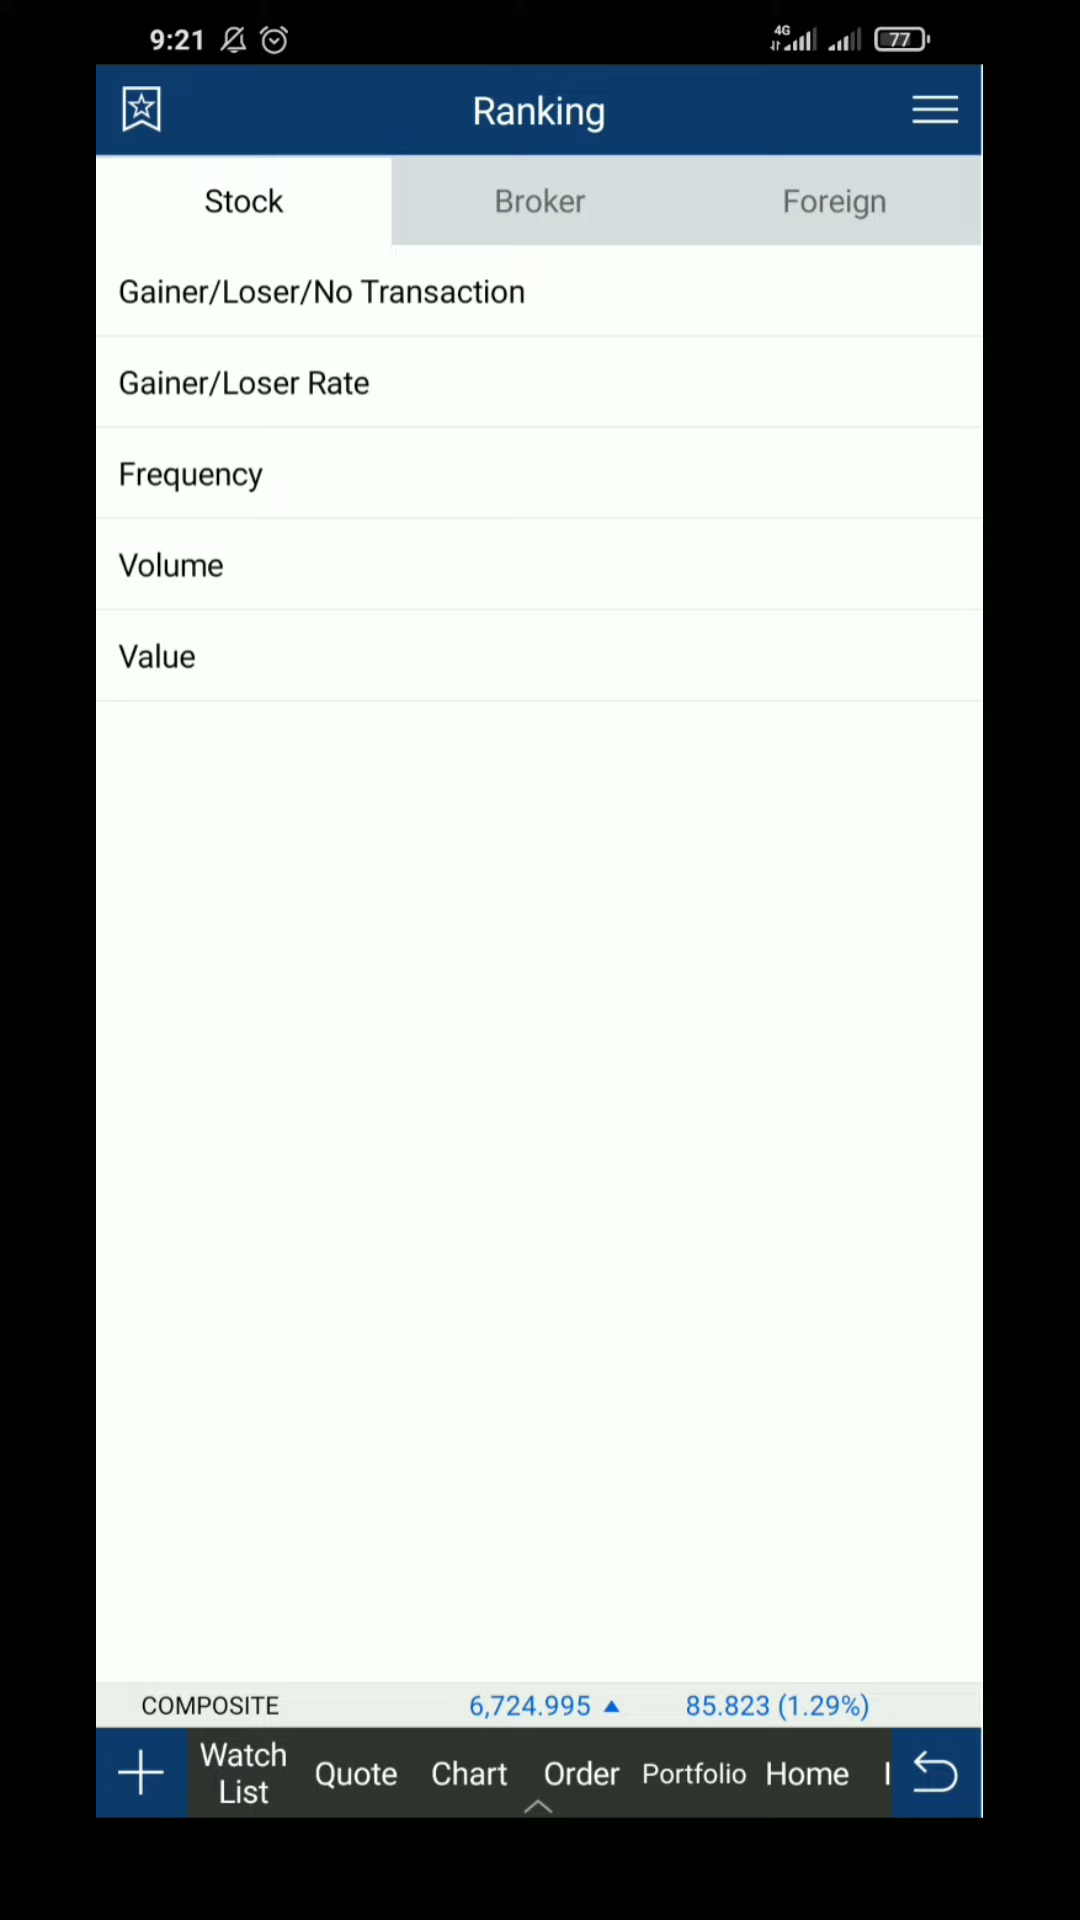 9:21
4G
77
Ranking
Stock Broker Foreign
Gainer/Loser/No Transaction
Gainer/Loser Rate
Frequency
Volume
Value
COMPOSITE 6,724.995 ▲ 85.823 (1.29%)
Watch List Quote Chart Order Portfolio Home